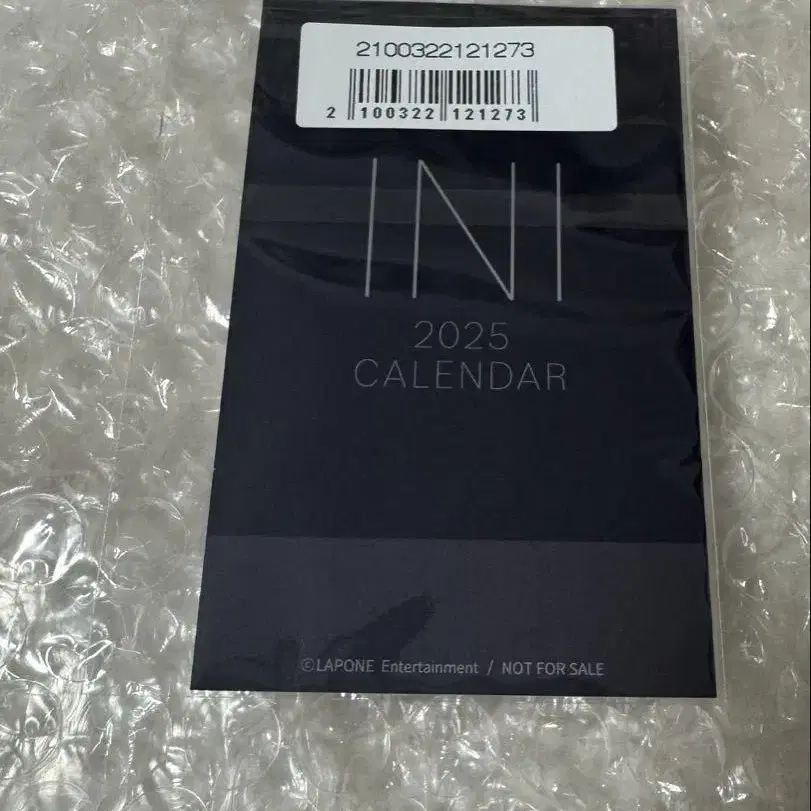 2100322121273
2 100322 121273
INI
2025
CALENDAR
©LAPONE Entertainment / NOT FOR SALE